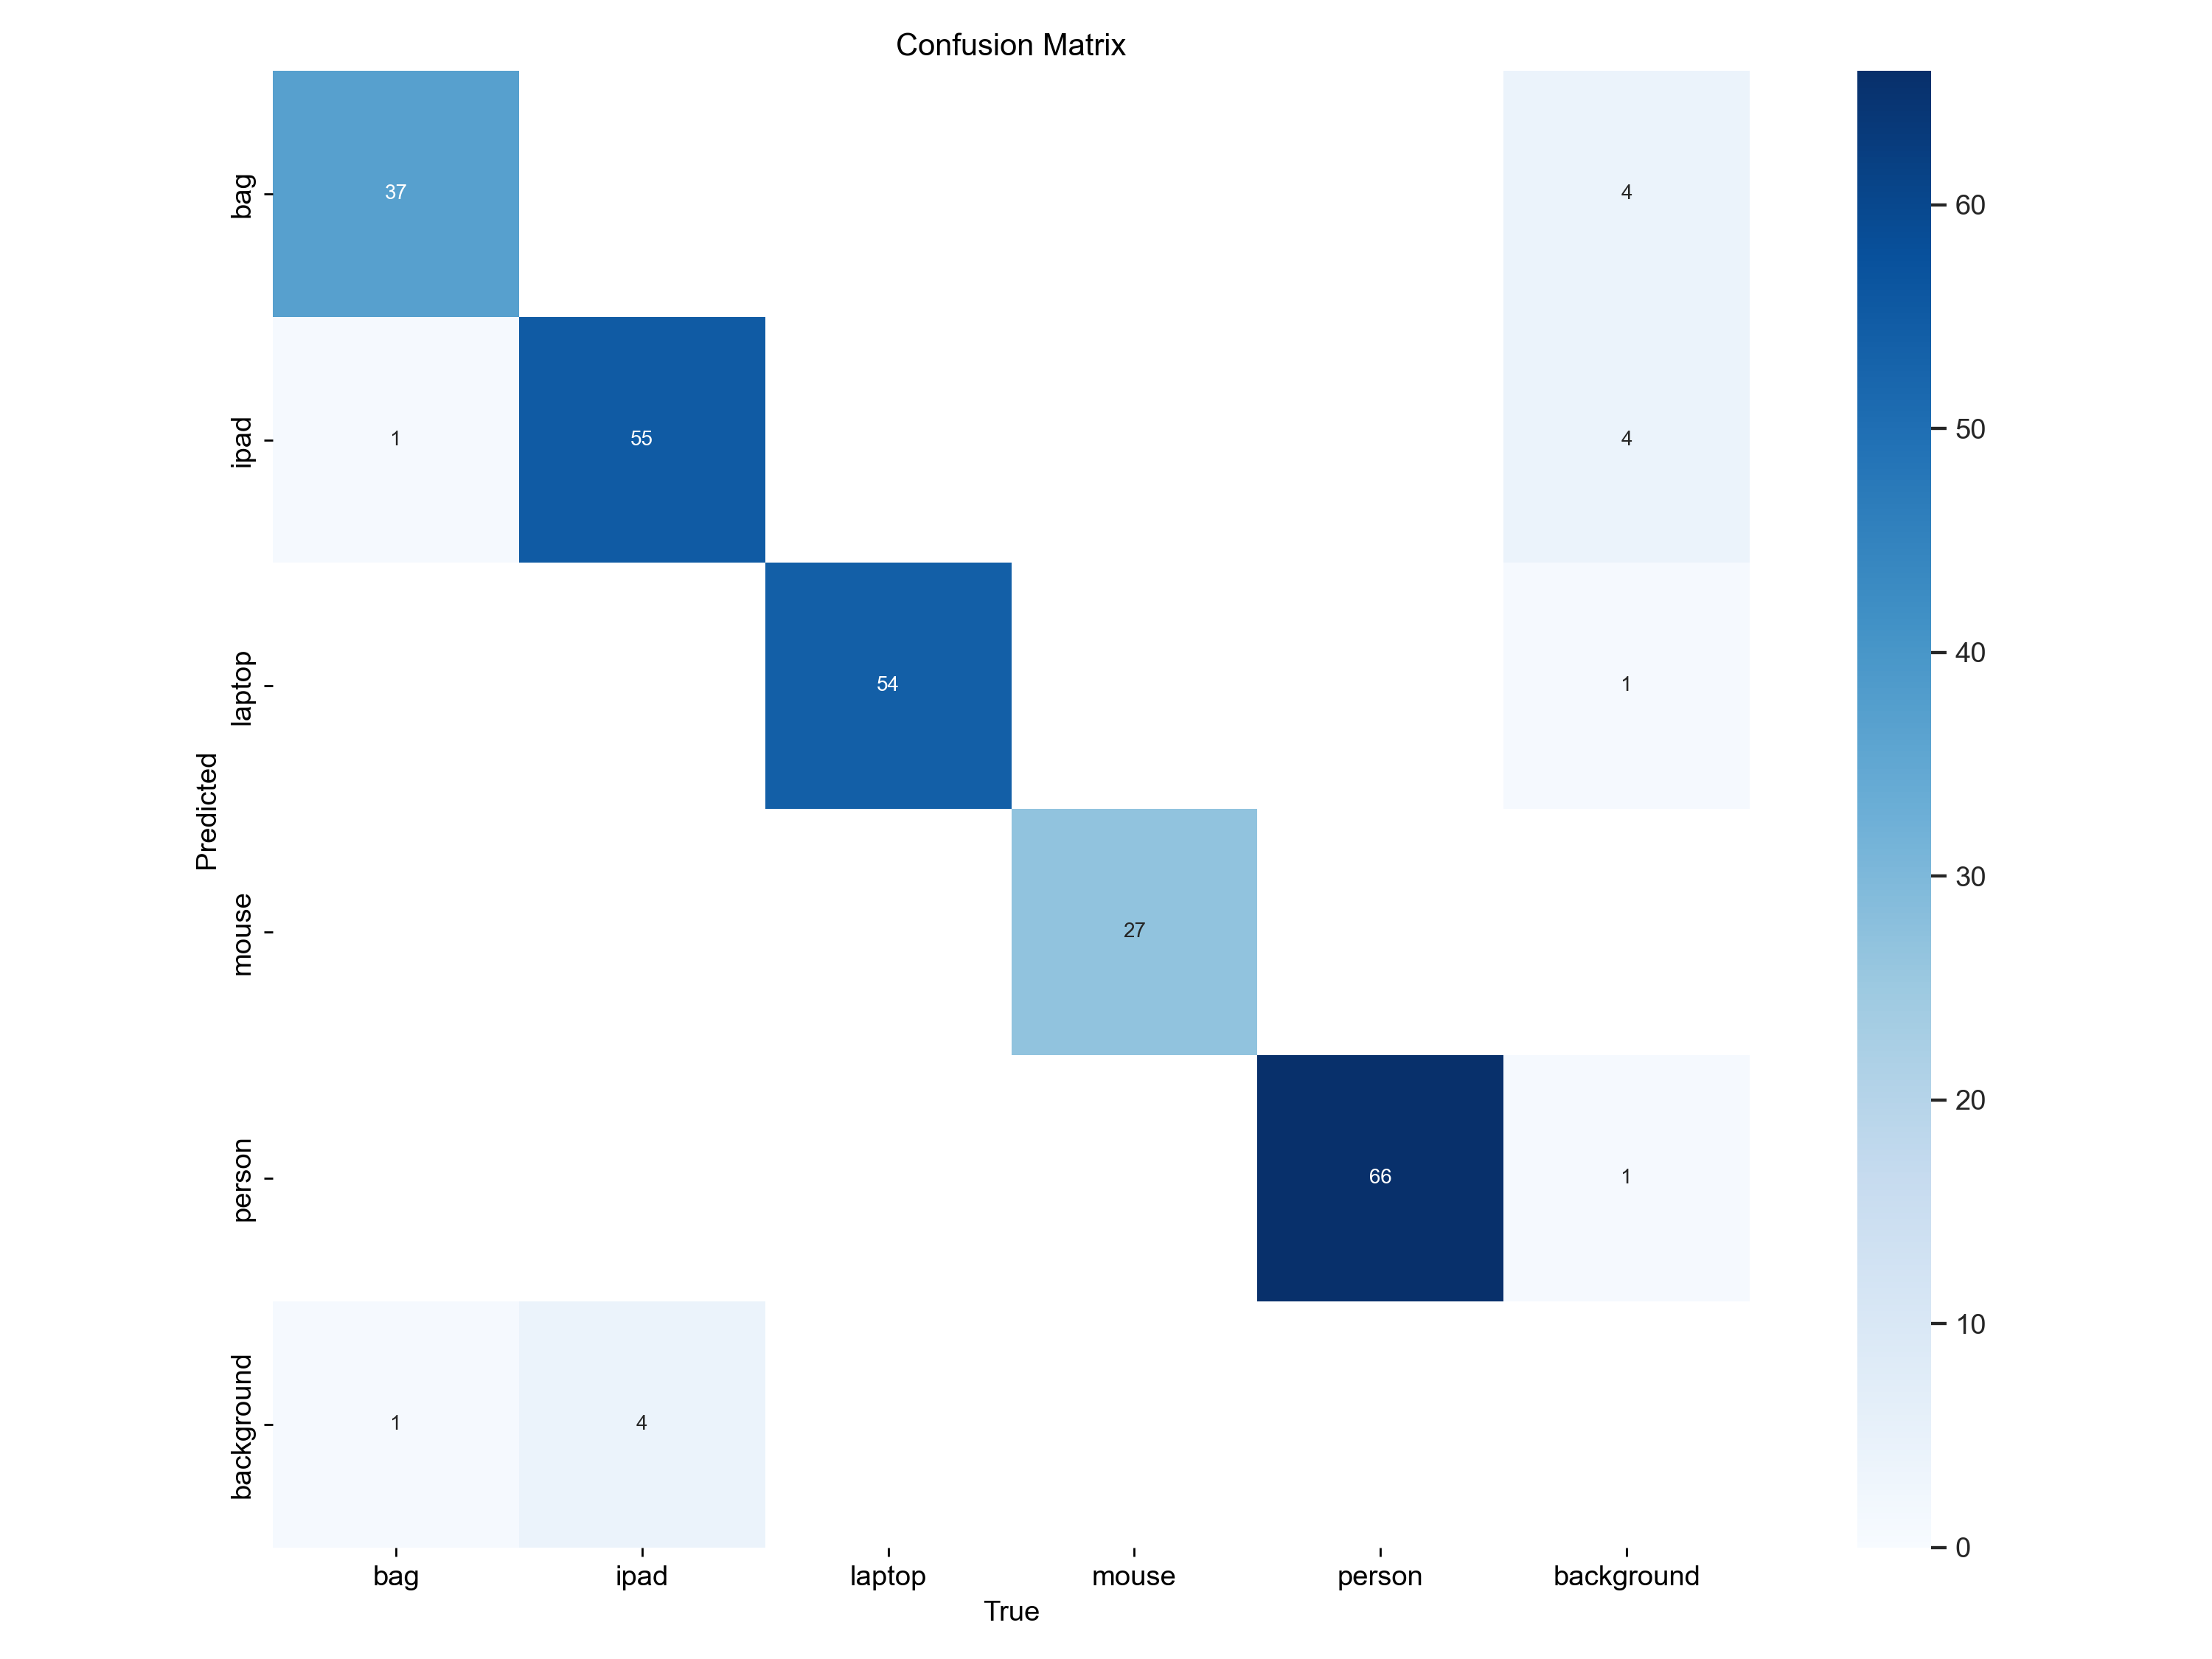 Confusion Matrix
Predicted
bag
37
4
ipad
1
55
4
laptop
54
1
mouse
27
person
66
1
background
1
4
bag
ipad
laptop
mouse
person
background
True
60
50
40
30
20
10
0